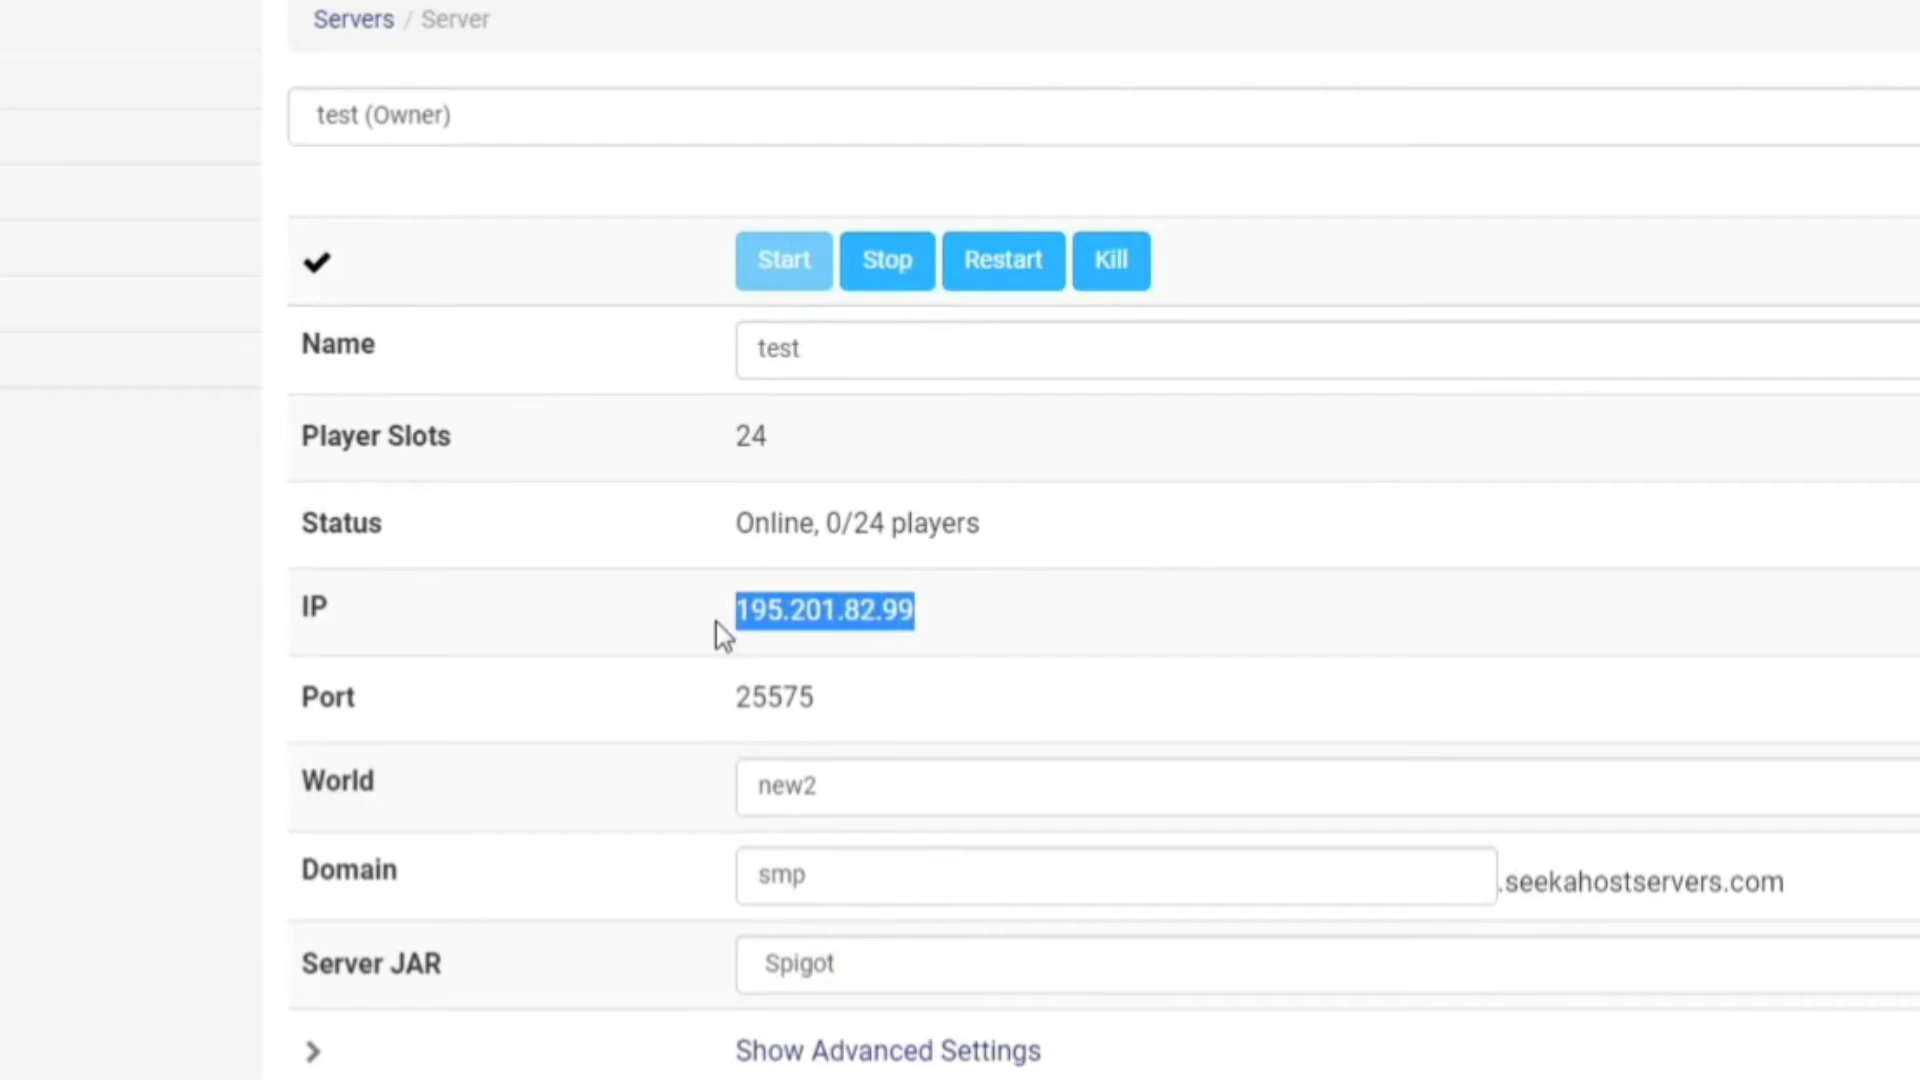 Servers / Server
test (Owner)
Start Stop Restart Kill
Name test
Player Slots 24
Status Online, 0/24 players
IP 195.201.82.99
Port 25575
World new2
Domain smp .seekahostservers.com
Server JAR Spigot
Show Advanced Settings